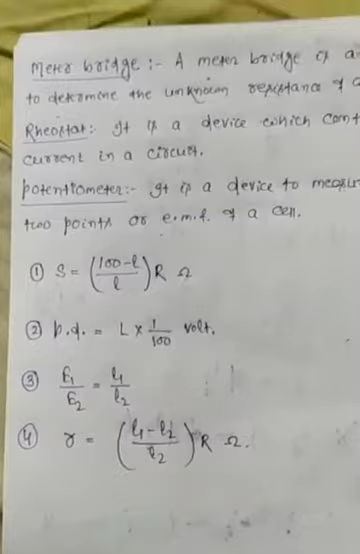 Meter bridge :- A meter bridge is a
to determine the unknown resistance of a
Rheostat:- It is a device which cont
current in a circuit.
Potentiometer:- It is a device to measur
two points or e.m.f. of a cell.
① S = ((100-l)/l) R Ω
② p.d. = L × 1/100 volt.
③ E₁/E₂ = l₁/l₂
④ r = ((l₁-l₂)/l₂) R Ω.